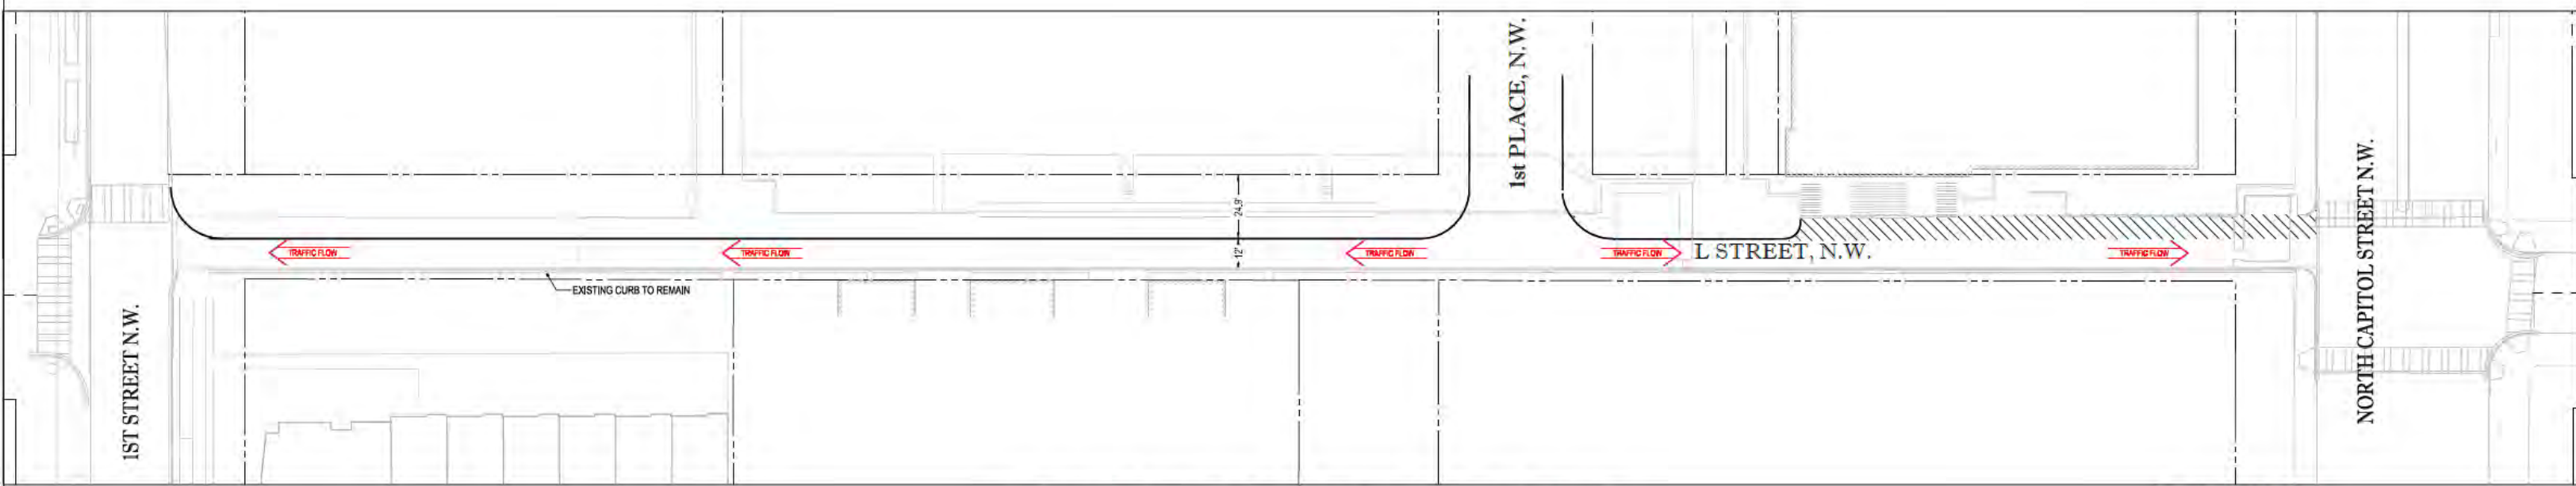 1st PLACE, N.W.
24.9'
12'
TRAFFIC FLOW
TRAFFIC FLOW
TRAFFIC FLOW
TRAFFIC FLOW
L STREET, N.W.
TRAFFIC FLOW
EXISTING CURB TO REMAIN
1ST STREET N.W.
NORTH CAPITOL STREET N.W.